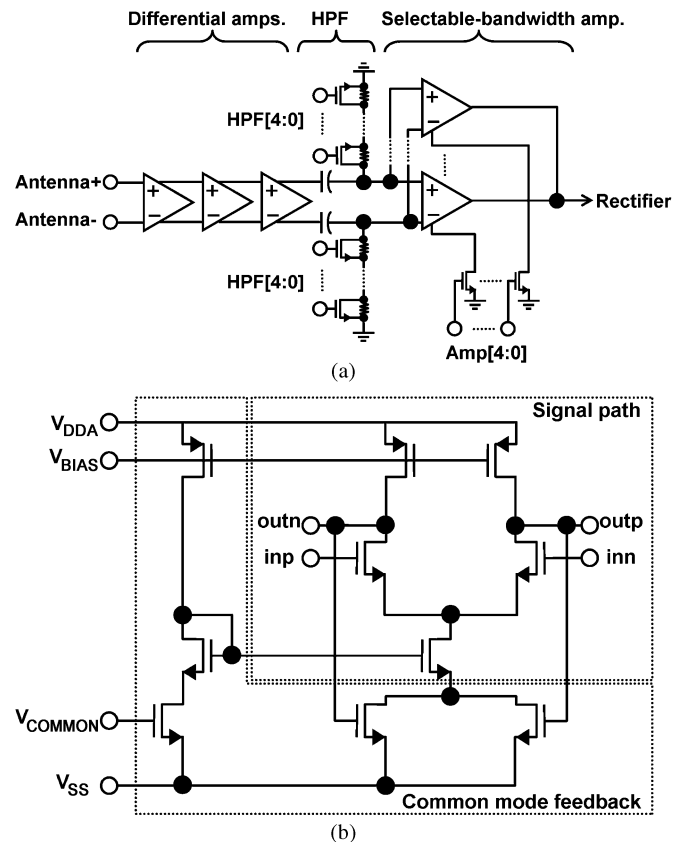 Differential amps. HPF Selectable-bandwidth amp.
HPF[4:0]
Antenna+
Antenna-
+
−
+
−
+
−
+
−
+
−
Rectifier
HPF[4:0]
Amp[4:0]
(a)
VDDA
Signal path
VBIAS
outn
outp
inp
inn
VCOMMON
VSS
Common mode feedback
(b)